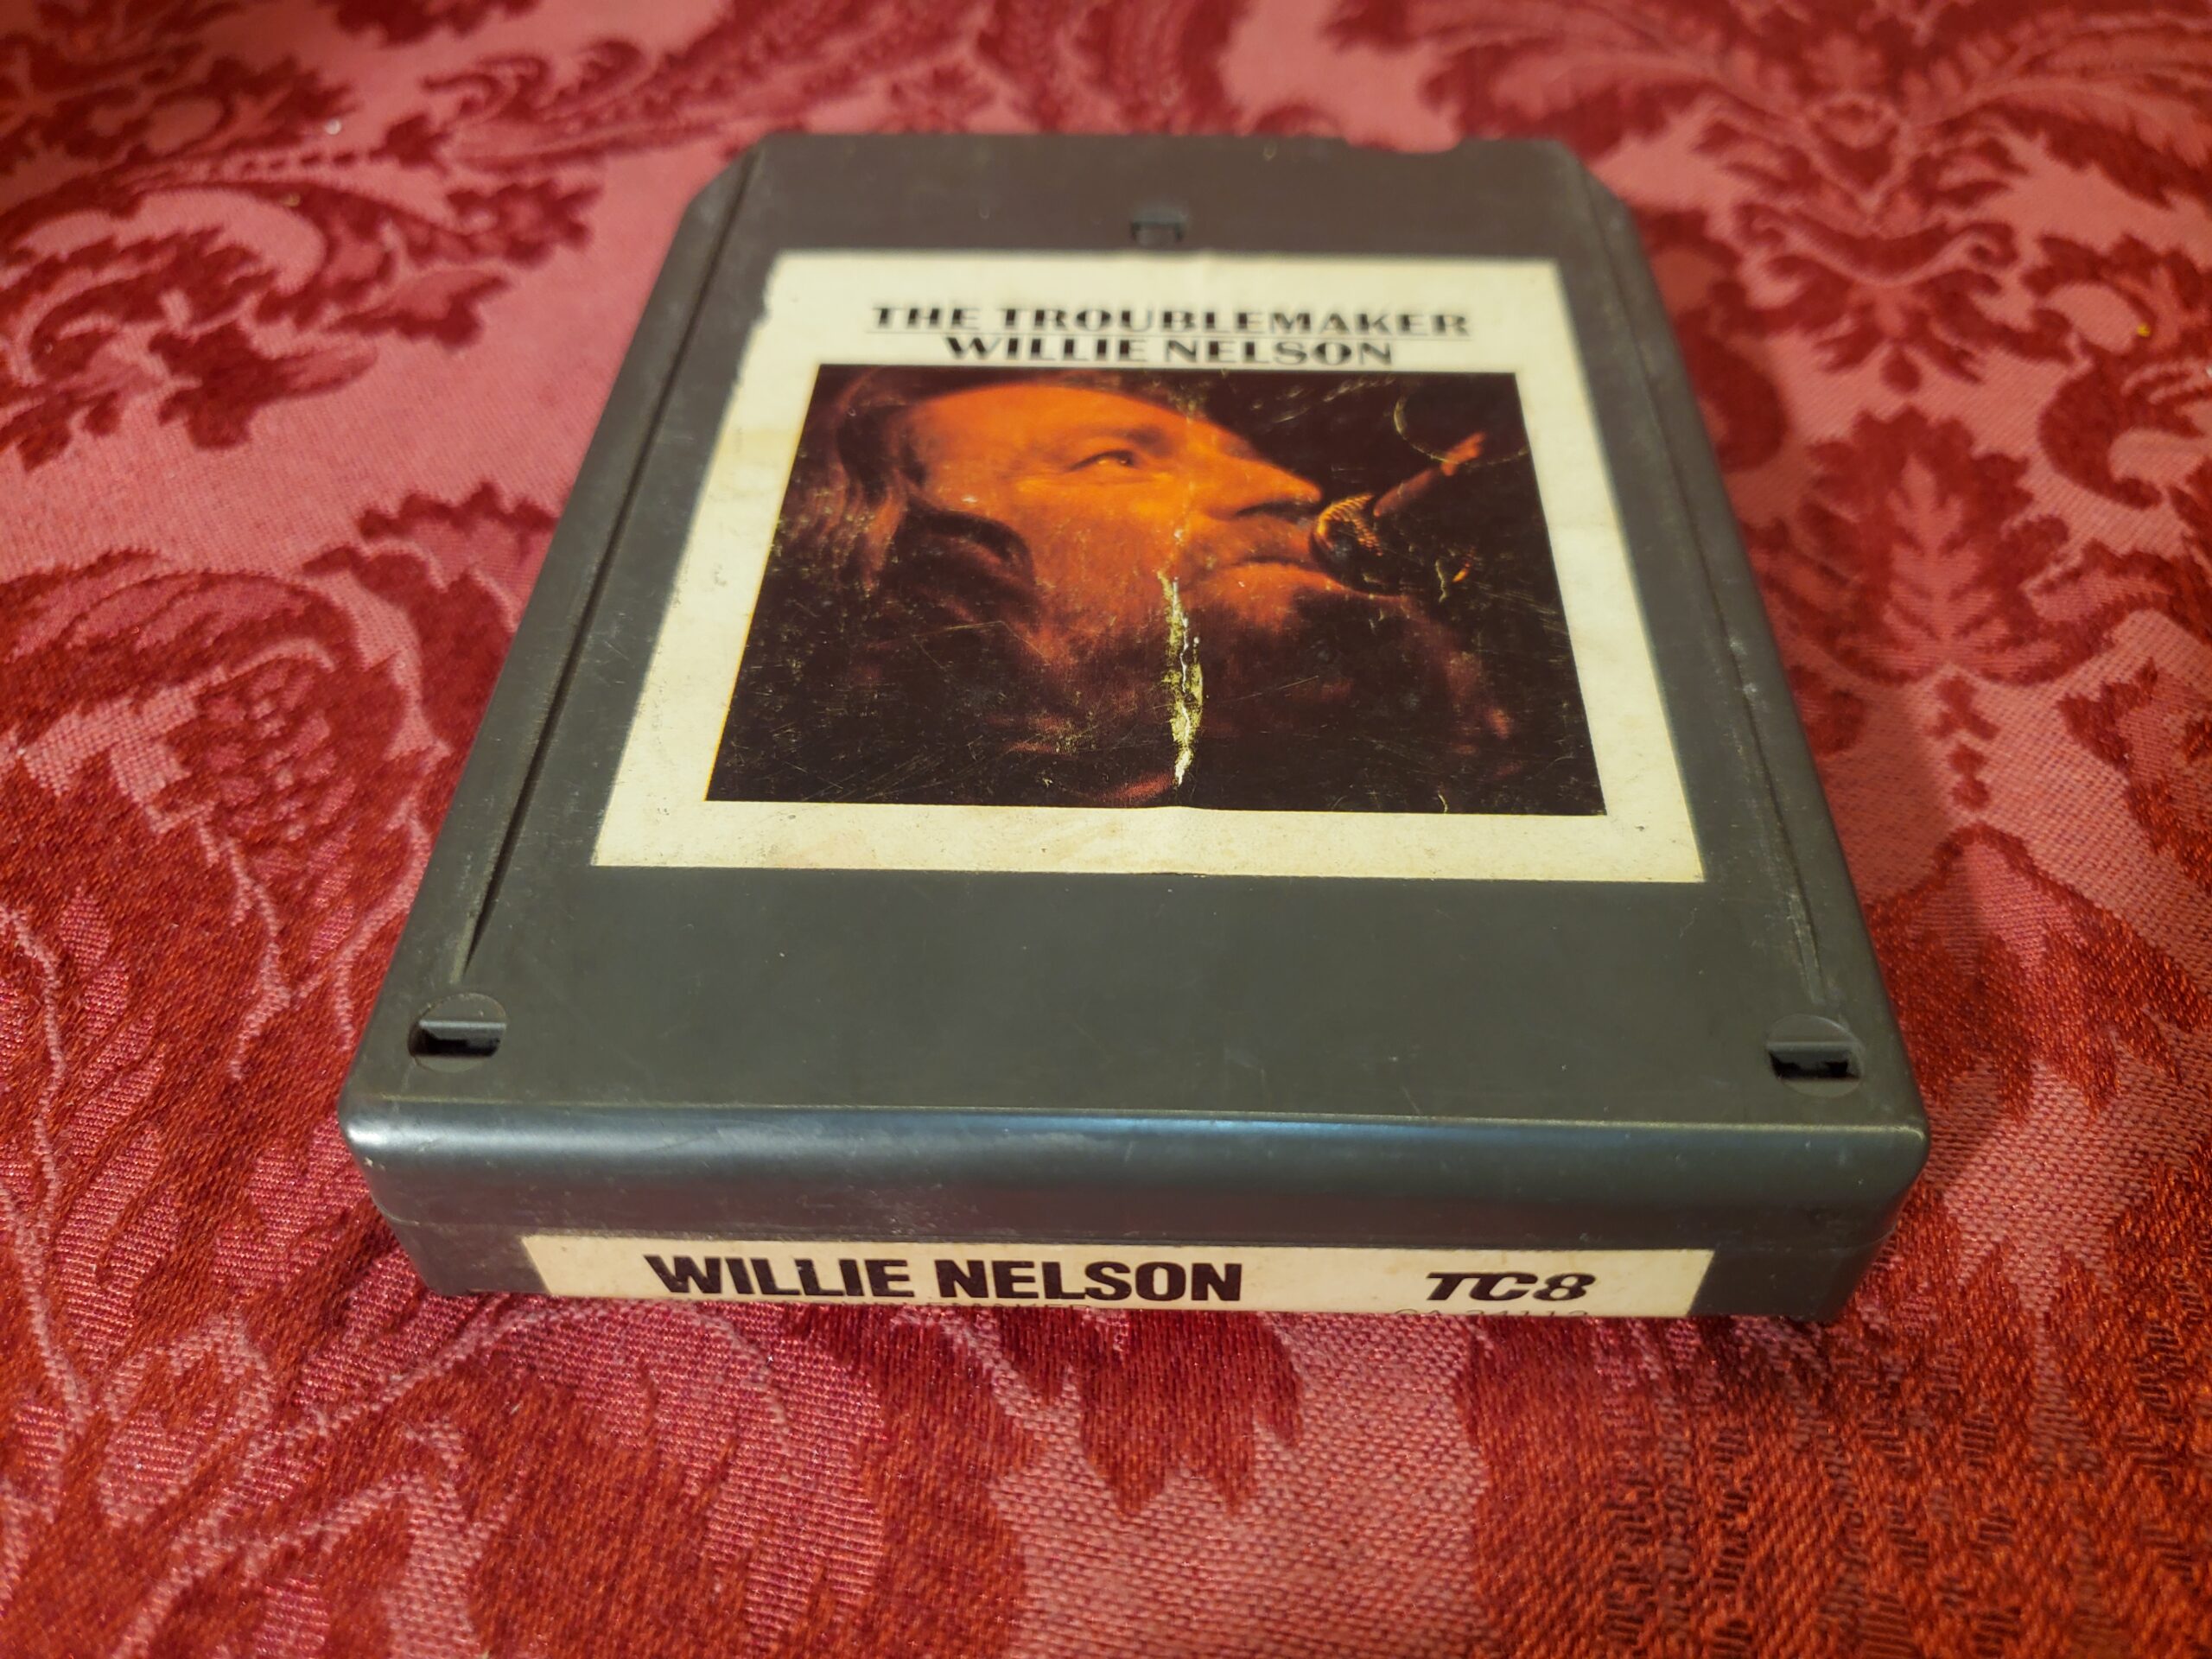 THE TROUBLEMAKER
WILLIE NELSON
WILLIE NELSON TC8